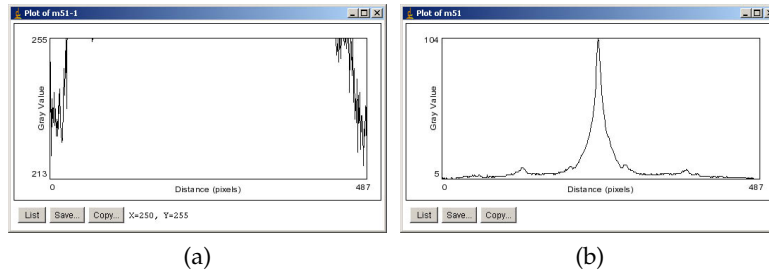 Plot of m51-1
255
Gray Value
213
0
Distance (pixels)
487
List Save... Copy... X=250, Y=255
(a)
Plot of m51
104
Gray Value
5
0
Distance (pixels)
487
List Save... Copy...
(b)